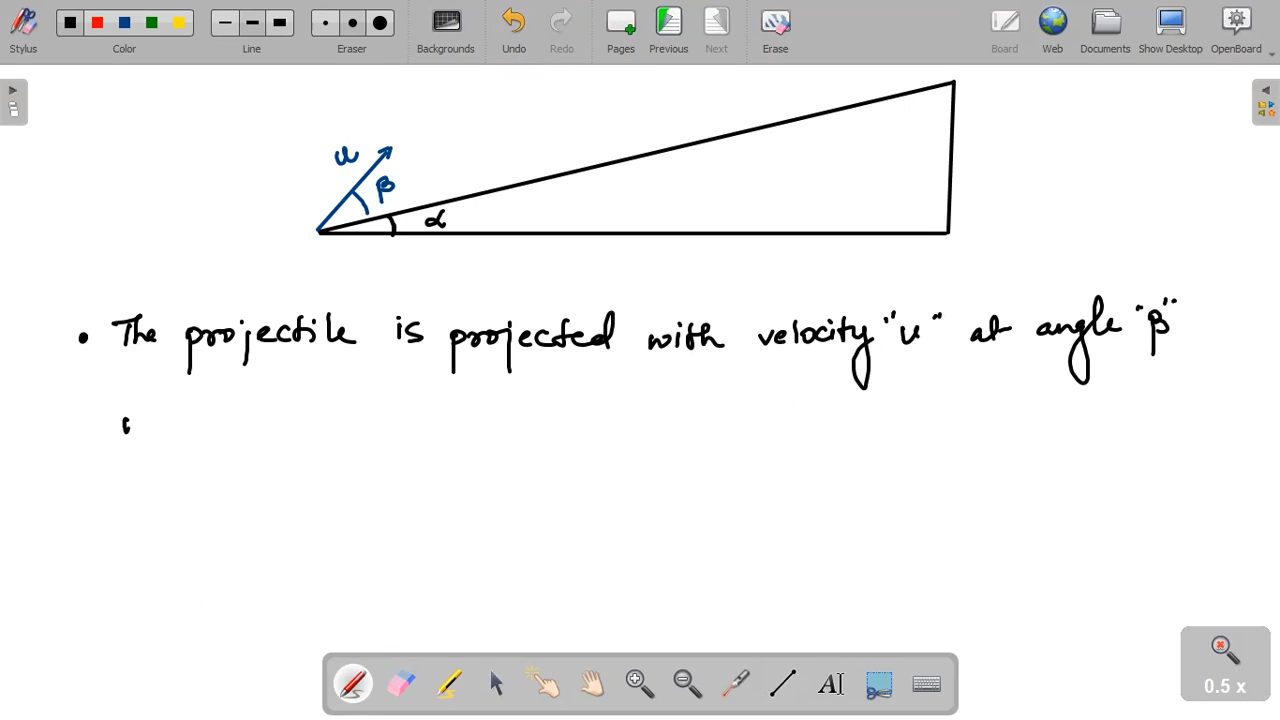 Stylus Color Line Eraser Backgrounds Undo Redo Pages Previous Next Erase Board Web Documents Show Desktop OpenBoard
u
β
α
• The projectile is projected with velocity "u" at angle "β"
0.5 x